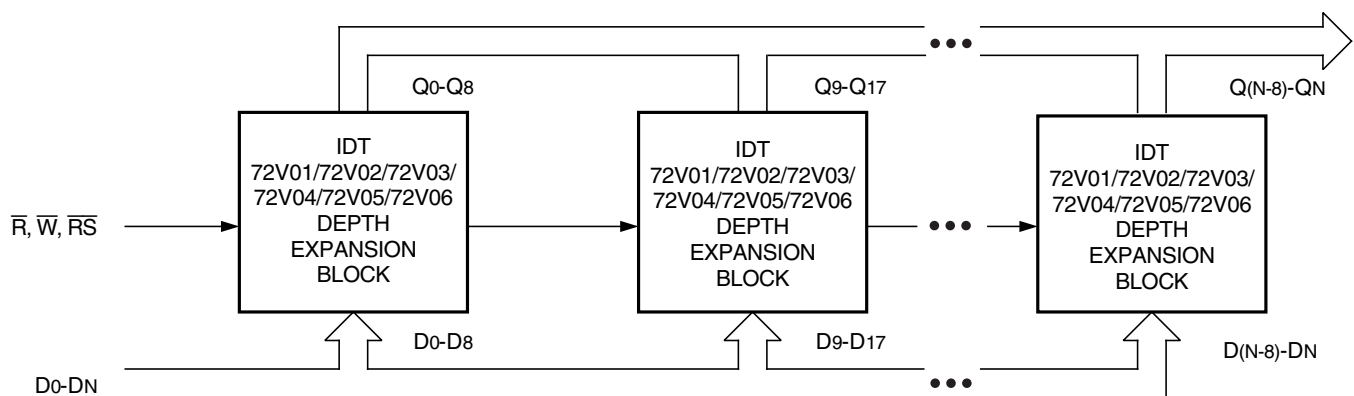 Q0-Q8
Q9-Q17
Q(N-8)-QN
IDT
72V01/72V02/72V03/
72V04/72V05/72V06
DEPTH
EXPANSION
BLOCK
IDT
72V01/72V02/72V03/
72V04/72V05/72V06
DEPTH
EXPANSION
BLOCK
IDT
72V01/72V02/72V03/
72V04/72V05/72V06
DEPTH
EXPANSION
BLOCK
R̅, W̅, R̅S̅
D0-D8
D9-D17
D(N-8)-DN
D0-DN